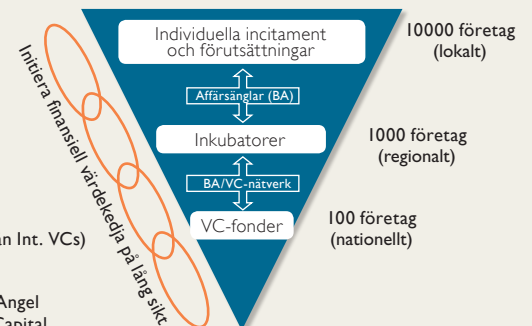 Individuella incitament
och förutsättningar
10000 företag
(lokalt)
Affärsänglar (BA)
Inkubatorer
1000 företag
(regionalt)
BA/VC-nätverk
VC-fonder
100 företag
(nationellt)
Initiera finansiell värdekedja på lång sikt
Int. VCs)
Angel
Capital